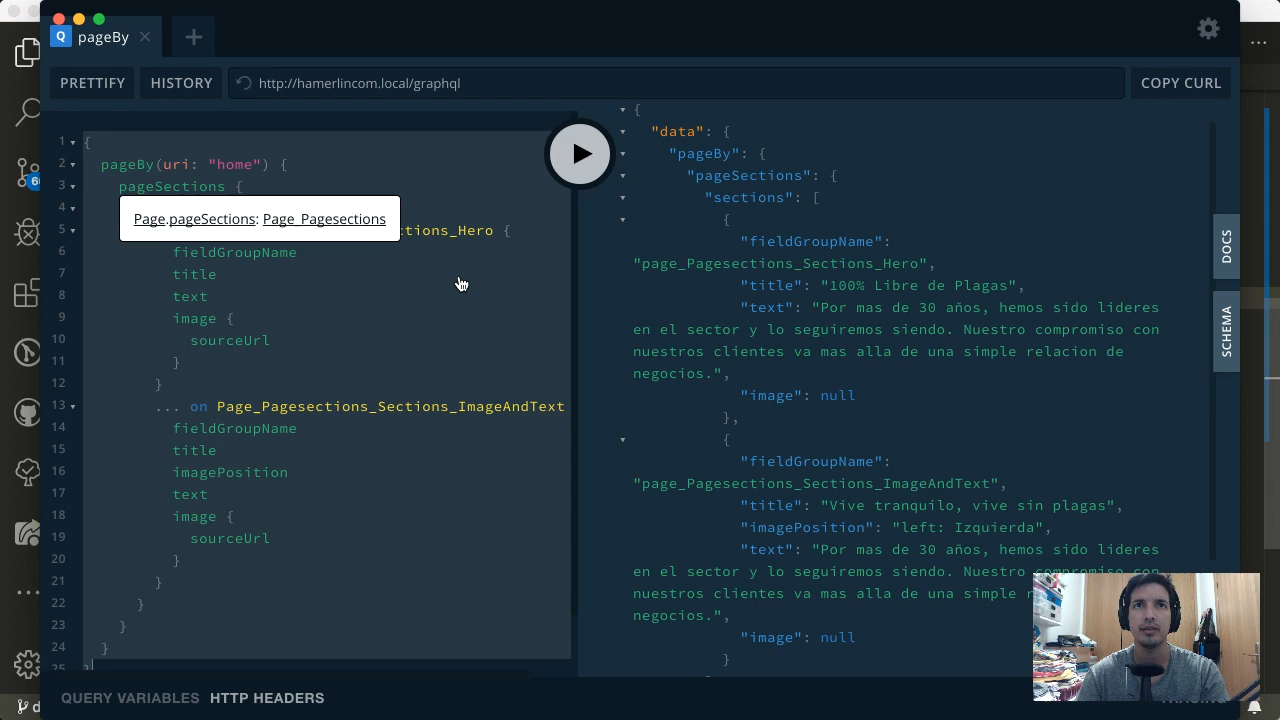 Q pageBy
PRETTIFY HISTORY http://hamerlincom.local/graphql COPY CURL
1 {
2 pageBy(uri: "home") {
3 pageSections {
4
Page.pageSections: Page_Pagesections
5 ctions_Hero {
6 fieldGroupName
7 title
8 text
9 image {
10 sourceUrl
11 }
12 }
13 ... on Page_Pagesections_Sections_ImageAndText
14 fieldGroupName
15 title
16 imagePosition
17 text
18 image {
19 sourceUrl
20 }
21 }
22 }
23 }
24 }
25 }
{
"data": {
"pageBy": {
"pageSections": {
"sections": [
{
"fieldGroupName":
"page_Pagesections_Sections_Hero",
"title": "100% Libre de Plagas",
"text": "Por mas de 30 años, hemos sido lideres
en el sector y lo seguiremos siendo. Nuestro compromiso con
nuestros clientes va mas alla de una simple relacion de
negocios.",
"image": null
},
{
"fieldGroupName":
"page_Pagesections_Sections_ImageAndText",
"title": "Vive tranquilo, vive sin plagas",
"imagePosition": "left: Izquierda",
"text": "Por mas de 30 años, hemos sido lideres
en el sector y lo seguiremos siendo. Nuestro compromiso con
nuestros clientes va mas alla de una simple r
negocios.",
"image": null
}
DOCS
SCHEMA
QUERY VARIABLES HTTP HEADERS